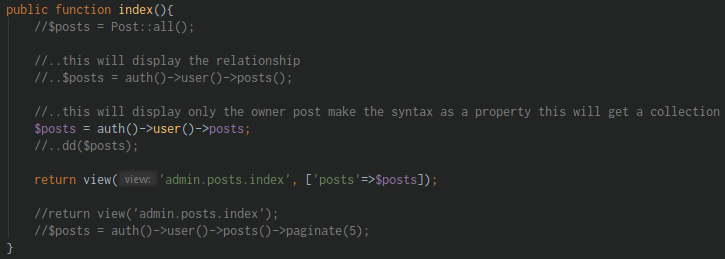 public function index(){
//$posts = Post::all();
//..this will display the relationship
//..$posts = auth()->user()->posts();
//..this will display only the owner post make the syntax as a property this will get a collection
$posts = auth()->user()->posts;
//..dd($posts);
return view( view: 'admin.posts.index', ['posts'=>$posts]);
//return view('admin.posts.index');
//$posts = auth()->user()->posts()->paginate(5);
}